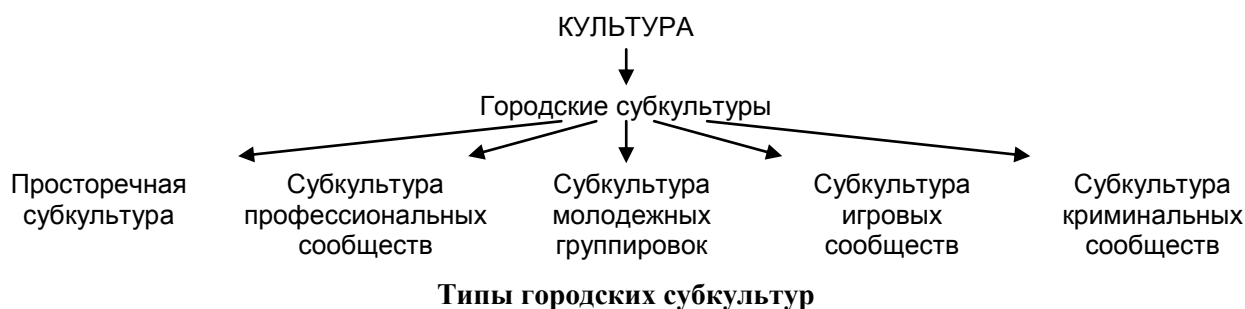 КУЛЬТУРА
Городские субкультуры
Просторечная
субкультура
Субкультура
профессиональных
сообществ
Субкультура
молодежных
группировок
Субкультура
игровых
сообществ
Субкультура
криминальных
сообществ
Типы городских субкультур